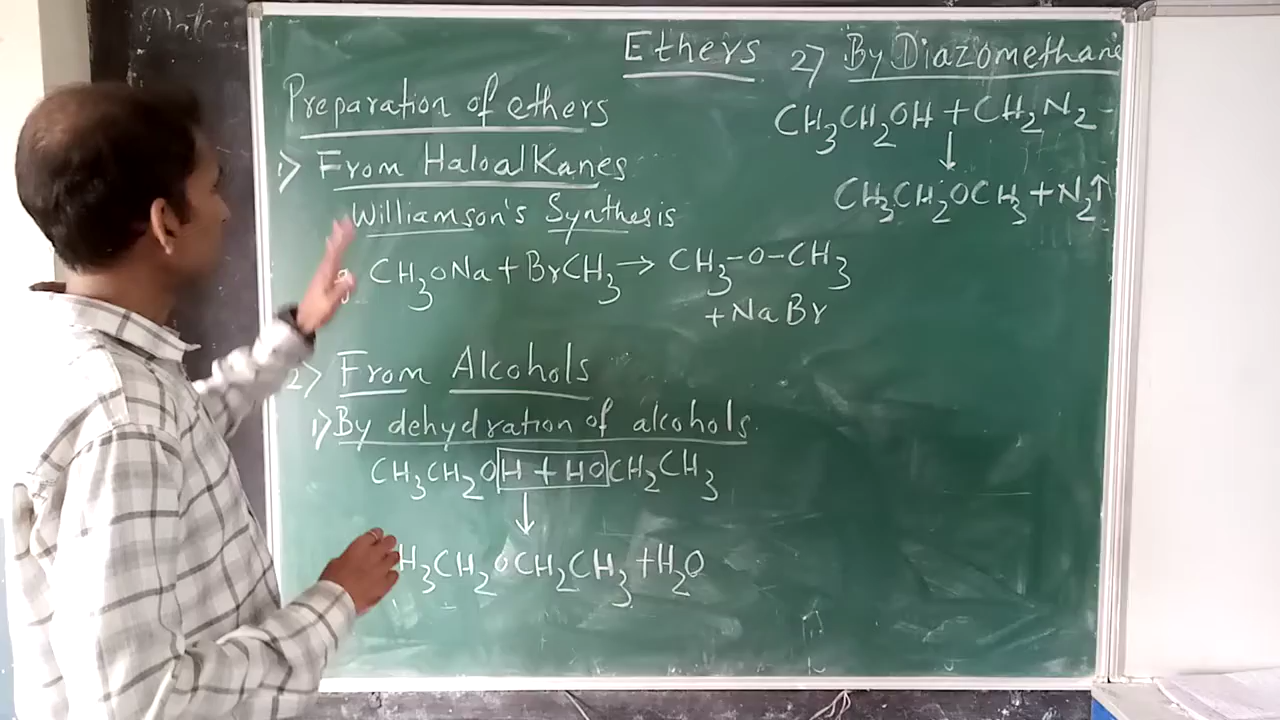 Ethers
Preparation of ethers
1) From HaloalKanes
Williamson's Synthesis
CH₃ONa + BrCH₃ → CH₃-O-CH₃
+ NaBr
2) From Alcohols
1) By dehydration of alcohols
CH₃CH₂OH + HOCH₂CH₃
↓
H₃CH₂OCH₂CH₃ + H₂O
2) By Diazomethane
CH₃CH₂OH + CH₂N₂
↓
CH₃CH₂OCH₃ + N₂↑